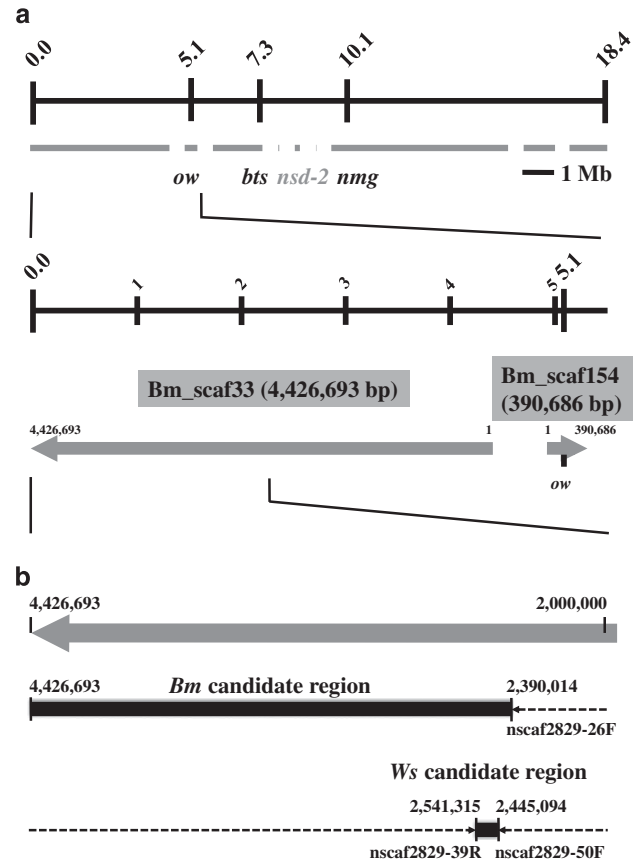 a
0.0 5.1 7.3 10.1 18.4
ow bts nsd-2 nmg 1 Mb
0.0 1 2 3 4 5 5.1
Bm_scaf33 (4,426,693 bp)
Bm_scaf154
(390,686 bp)
4,426,693 1 1 390,686
ow
b
4,426,693 2,000,000
4,426,693 Bm candidate region 2,390,014
nscaf2829-26F
Ws candidate region
2,541,315 2,445,094
nscaf2829-39R nscaf2829-50F